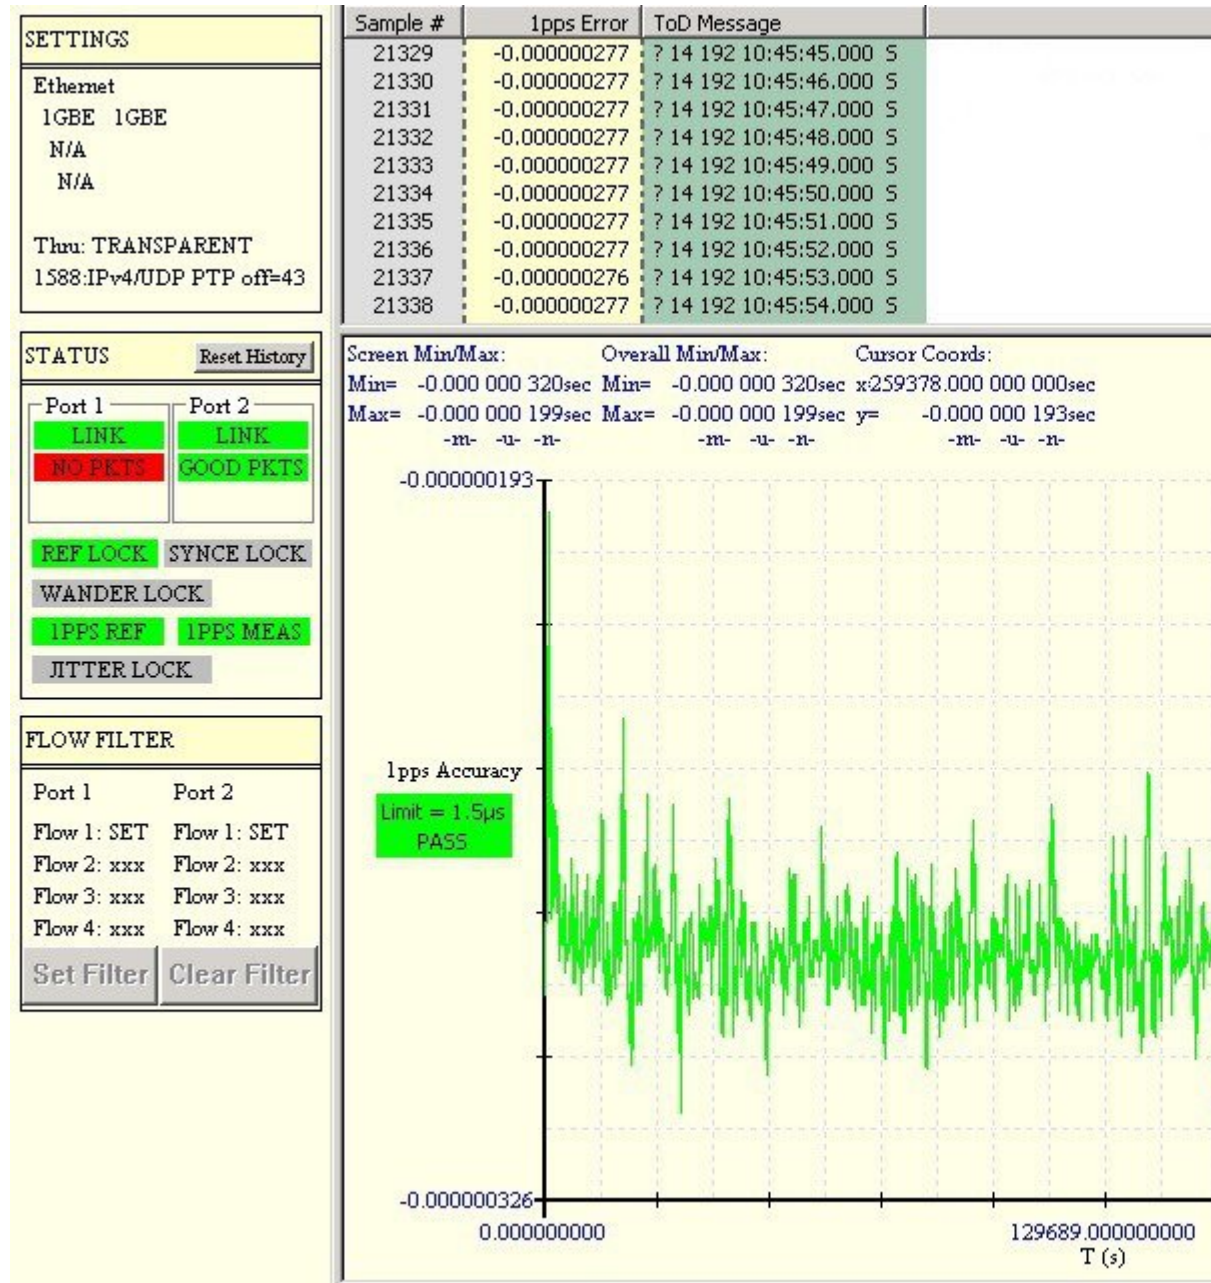 SETTINGS
Ethernet
1GBE 1GBE
N/A
N/A
Thru: TRANSPARENT
1588:IPv4/UDP PTP off=43
STATUS Reset History
Port 1 Port 2
LINK LINK
NO PKTS GOOD PKTS
REF LOCK SYNCE LOCK
WANDER LOCK
1PPS REF 1PPS MEAS
JITTER LOCK
FLOW FILTER
Port 1 Port 2
Flow 1: SET Flow 1: SET
Flow 2: xxx Flow 2: xxx
Flow 3: xxx Flow 3: xxx
Flow 4: xxx Flow 4: xxx
Set Filter Clear Filter
Sample # 1pps Error ToD Message
21329 -0.000000277 ? 14 192 10:45:45.000 S
21330 -0.000000277 ? 14 192 10:45:46.000 S
21331 -0.000000277 ? 14 192 10:45:47.000 S
21332 -0.000000277 ? 14 192 10:45:48.000 S
21333 -0.000000277 ? 14 192 10:45:49.000 S
21334 -0.000000277 ? 14 192 10:45:50.000 S
21335 -0.000000277 ? 14 192 10:45:51.000 S
21336 -0.000000277 ? 14 192 10:45:52.000 S
21337 -0.000000276 ? 14 192 10:45:53.000 S
21338 -0.000000277 ? 14 192 10:45:54.000 S
Screen Min/Max: Overall Min/Max: Cursor Coords:
Min= -0.000 000 320sec Min= -0.000 000 320sec x:259378.000 000 000sec
Max= -0.000 000 199sec Max= -0.000 000 199sec y= -0.000 000 193sec
-m- -u- -n- -m- -u- -n- -m- -u- -n-
-0.000000193
1pps Accuracy
Limit = 1.5µs
PASS
-0.000000326
0.000000000 129689.000000000
T (s)